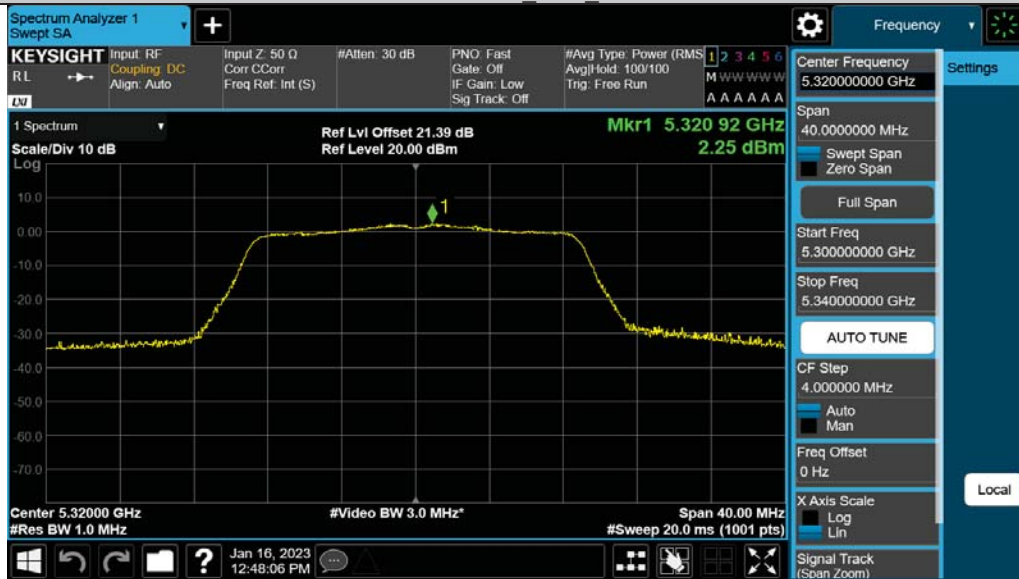 Spectrum Analyzer 1
Swept SA
+
Frequency
KEYSIGHT
RL
LXI
Input: RF
Coupling: DC
Align: Auto
Input Z: 50 Ω
Corr CCorr
Freq Ref: Int (S)
#Atten: 30 dB
PNO: Fast
Gate: Off
IF Gain: Low
Sig Track: Off
#Avg Type: Power (RMS
Avg|Hold: 100/100
Trig: Free Run
1 2 3 4 5 6
M W W W W W
A A A A A A
1 Spectrum
Scale/Div 10 dB
Log
Ref Lvl Offset 21.39 dB
Ref Level 20.00 dBm
Mkr1 5.320 92 GHz
2.25 dBm
1
10.0
0.00
-10.0
-20.0
-30.0
-40.0
-50.0
-60.0
-70.0
Center 5.32000 GHz
#Res BW 1.0 MHz
#Video BW 3.0 MHz*
Span 40.00 MHz
#Sweep 20.0 ms (1001 pts)
Center Frequency
5.320000000 GHz
Span
40.0000000 MHz
Swept Span
Zero Span
Full Span
Start Freq
5.300000000 GHz
Stop Freq
5.340000000 GHz
AUTO TUNE
CF Step
4.000000 MHz
Auto
Man
Freq Offset
0 Hz
X Axis Scale
Log
Lin
Signal Track
(Span Zoom)
Settings
Local
?
Jan 16, 2023
12:48:06 PM